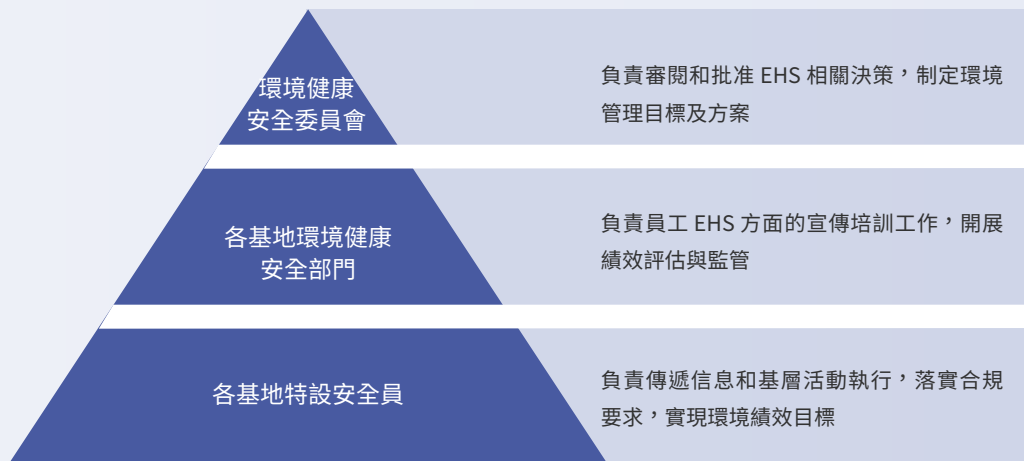 環境健康
安全委員會
負責審閱和批准 EHS 相關決策，制定環境
管理目標及方案
各基地環境健康
安全部門
負責員工 EHS 方面的宣傳培訓工作，開展
績效評估與監管
各基地特設安全員
負責傳遞信息和基層活動執行，落實合規
要求，實現環境績效目標